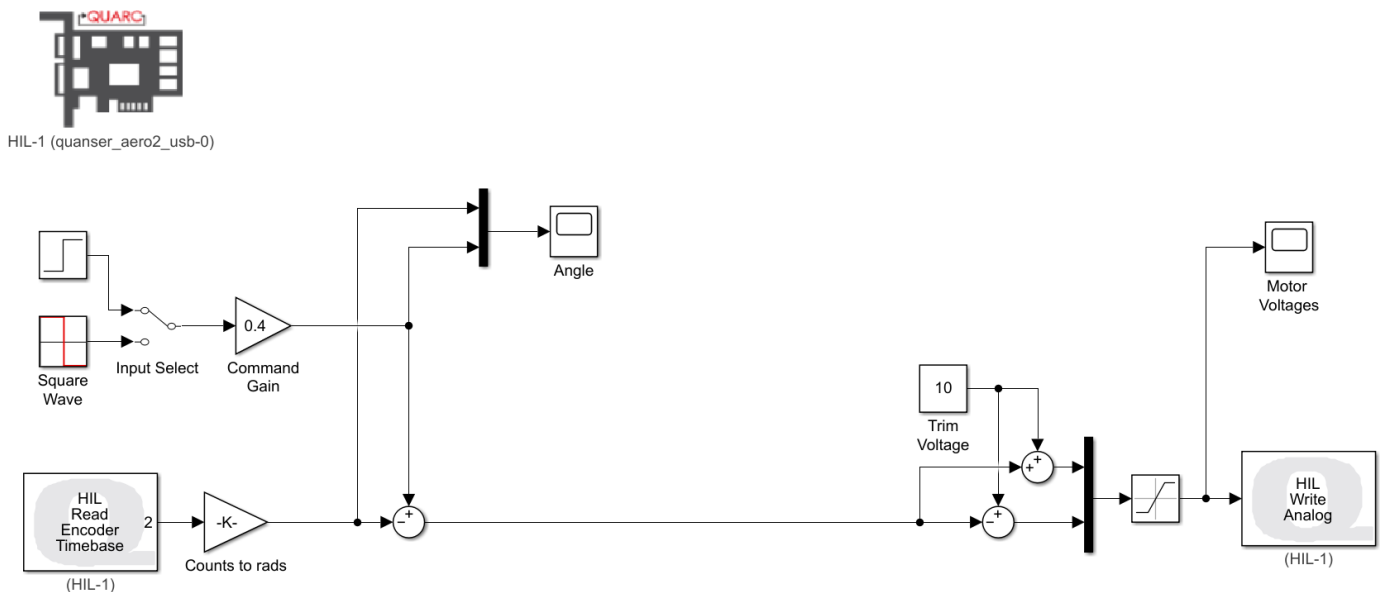 QUARC
HIL-1 (quanser_aero2_usb-0)
Angle
Motor
Voltages
0.4
Input Select
Command
Gain
Square
Wave
10
Trim
Voltage
+
+
HIL
Read
Encoder
Timebase
2
-K-
+
−
+
−
HIL
Write
Analog
Counts to rads
(HIL-1)
(HIL-1)